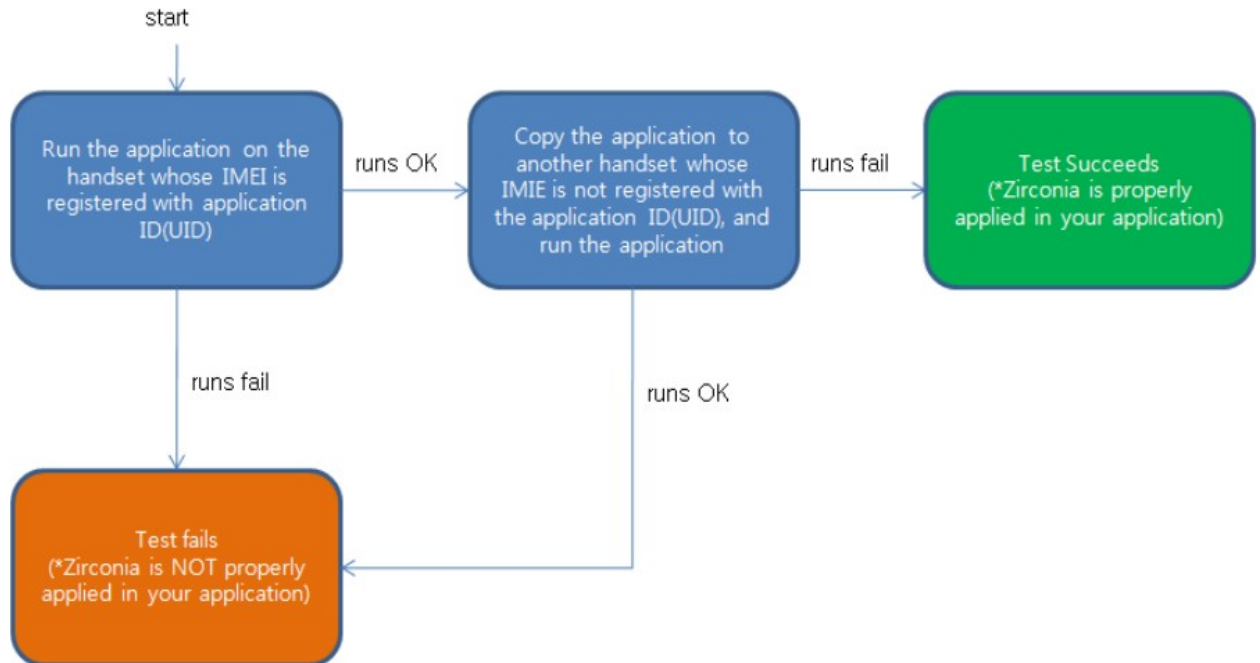 start
Run the application on the
handset whose IMEI is
registered with application
ID(UID)
runs OK
Copy the application to
another handset whose
IMIE is not registered with
the application ID(UID), and
run the application
runs fail
Test Succeeds
(*Zirconia is properly
applied in your application)
runs fail
runs OK
Test fails
(*Zirconia is NOT properly
applied in your application)